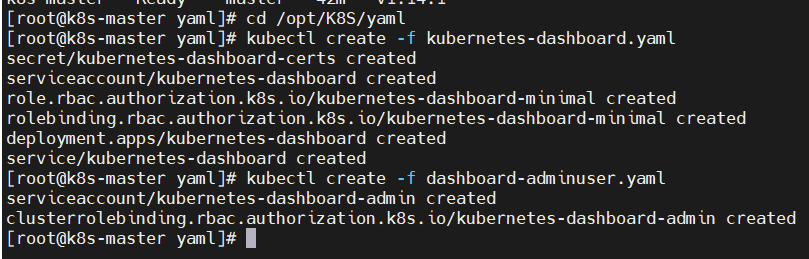 k8s-master Ready master 42m v1.14.1
[root@k8s-master yaml]# cd /opt/K8S/yaml
[root@k8s-master yaml]# kubectl create -f kubernetes-dashboard.yaml
secret/kubernetes-dashboard-certs created
serviceaccount/kubernetes-dashboard created
role.rbac.authorization.k8s.io/kubernetes-dashboard-minimal created
rolebinding.rbac.authorization.k8s.io/kubernetes-dashboard-minimal created
deployment.apps/kubernetes-dashboard created
service/kubernetes-dashboard created
[root@k8s-master yaml]# kubectl create -f dashboard-adminuser.yaml
serviceaccount/kubernetes-dashboard-admin created
clusterrolebinding.rbac.authorization.k8s.io/kubernetes-dashboard-admin created
[root@k8s-master yaml]#